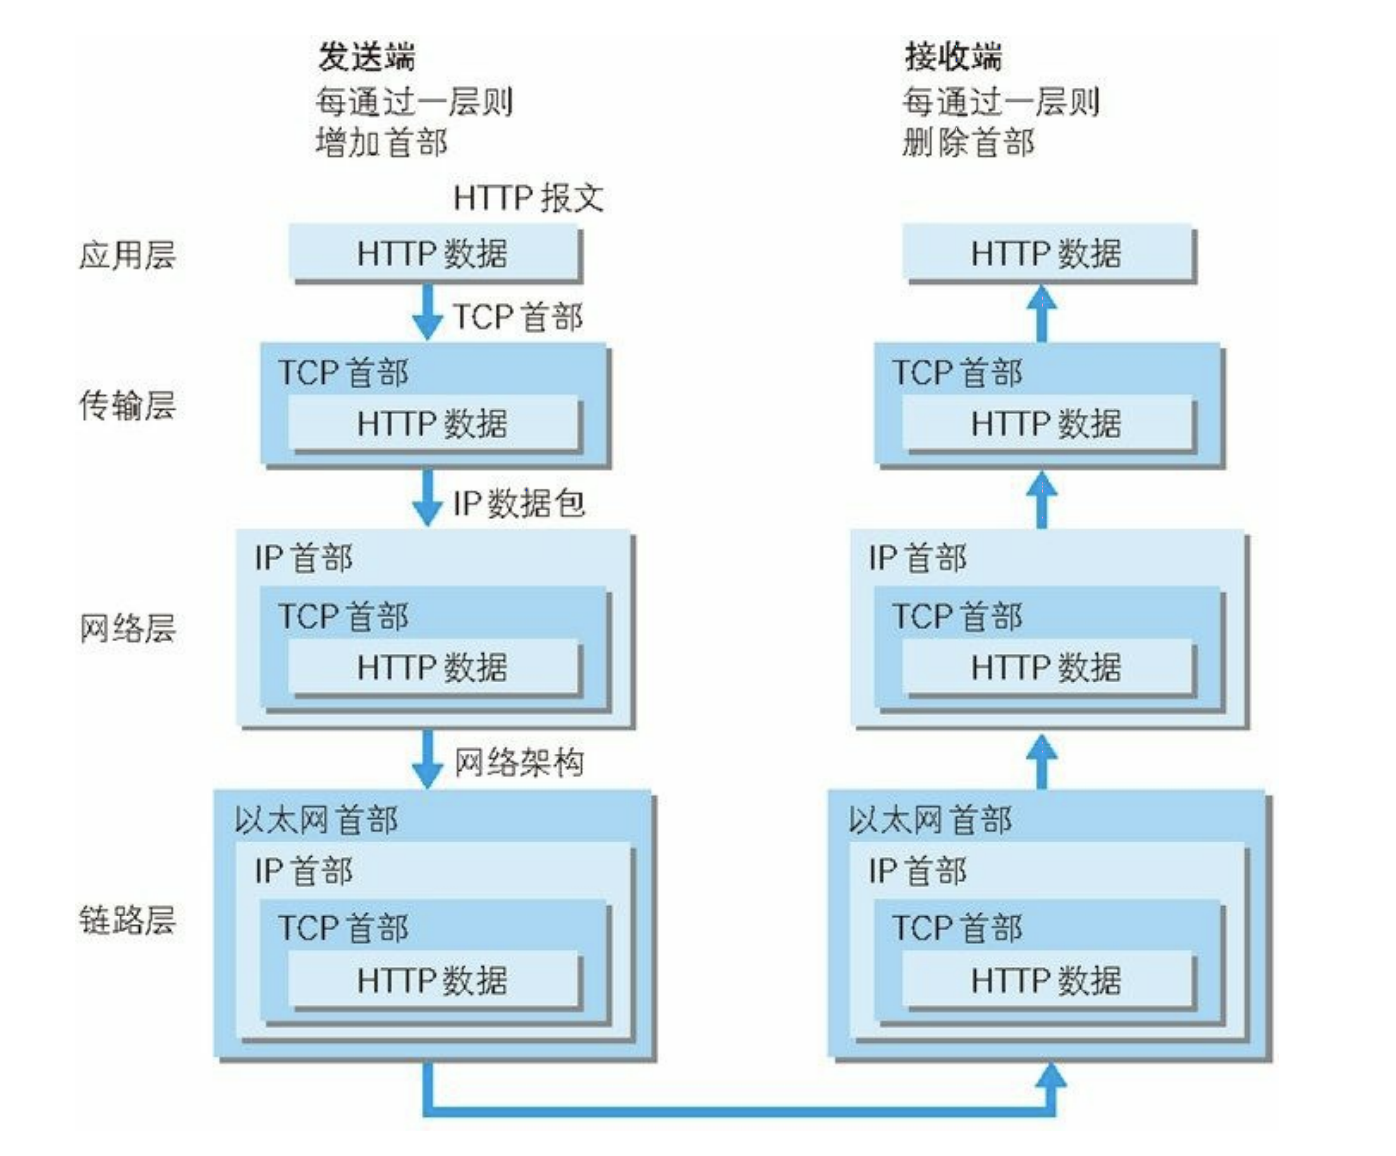 发送端
每通过一层则
增加首部
接收端
每通过一层则
删除首部
HTTP 报文
应用层
HTTP 数据
HTTP 数据
TCP 首部
传输层
TCP 首部
HTTP 数据
TCP 首部
HTTP 数据
IP 数据包
网络层
IP 首部
TCP 首部
HTTP 数据
IP 首部
TCP 首部
HTTP 数据
网络架构
链路层
以太网首部
IP 首部
TCP 首部
HTTP 数据
以太网首部
IP 首部
TCP 首部
HTTP 数据